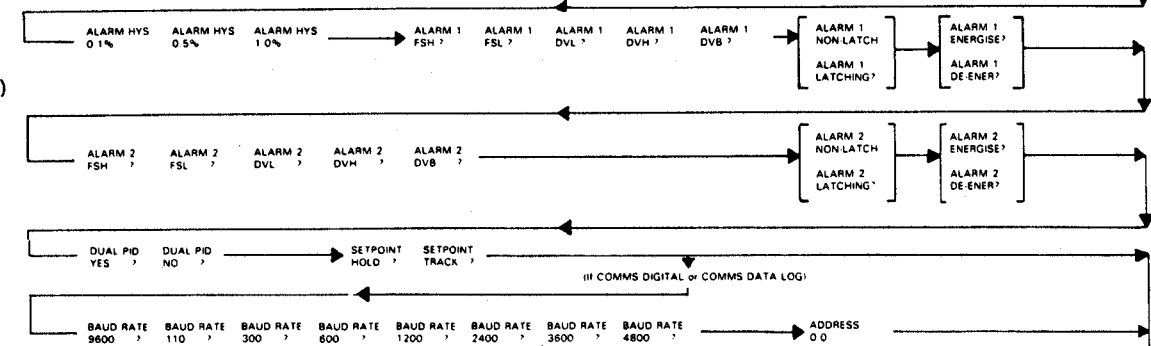 ALARM HYS ALARM HYS ALARM HYS ALARM 1 ALARM 1 ALARM 1 ALARM 1 ALARM 1
0.1% 0.5% 1.0% FSH ? FSL ? DVL ? DVH ? DVB ?
ALARM 1
NON-LATCH
ALARM 1
LATCHING?
ALARM 1
ENERGISE?
ALARM 1
DE-ENER?
)
ALARM 2 ALARM 2 ALARM 2 ALARM 2 ALARM 2
FSH ? FSL ? DVL ? DVH ? DVB ?
ALARM 2
NON-LATCH
ALARM 2
LATCHING?
ALARM 2
ENERGISE?
ALARM 2
DE-ENER?
DUAL PID DUAL PID SETPOINT SETPOINT
YES ? NO ? HOLD ? TRACK ?
(If COMMS DIGITAL or COMMS DATA LOG)
BAUD RATE BAUD RATE BAUD RATE BAUD RATE BAUD RATE BAUD RATE BAUD RATE BAUD RATE ADDRESS
9600 ? 110 ? 300 ? 600 ? 1200 ? 2400 ? 3600 ? 4800 ? 0 0